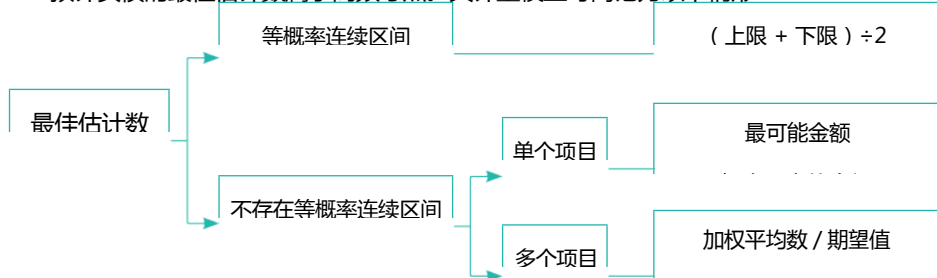 等概率连续区间
(上限 + 下限)÷2
最佳估计数
单个项目
最可能金额
不存在等概率连续区间
多个项目
加权平均数 / 期望值